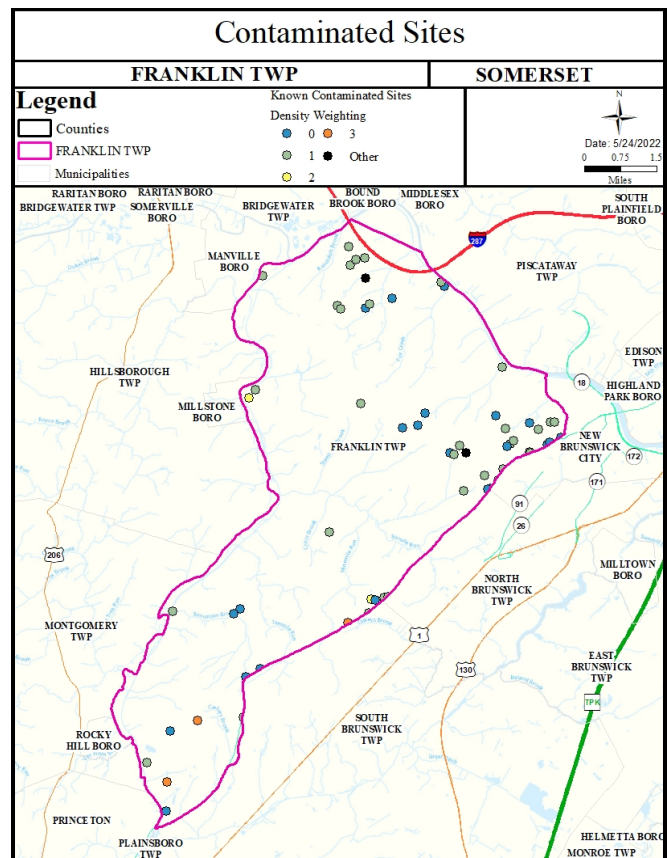 Contaminated Sites
FRANKLIN TWP
SOMERSET
Legend
Counties
FRANKLIN TWP
Municipalities
Known Contaminated Sites
Density Weighting
0
3
1
Other
2
N
Date: 5/24/2022
0 0.75 1.5
Miles
RARITAN BORO
BRIDGEWATER TWP
RARITAN BORO
SOMERVILLE
BORO
BRIDGEWATER
TWP
BOUND
BROOK BORO
MIDDLESEX
BORO
SOUTH
PLAINFIELD
BORO
287
MANVILLE
BORO
PISCATAWAY
TWP
HILLSBOROUGH
TWP
EDISON
TWP
18
HIGHLAND
PARK BORO
MILLSTONE
BORO
FRANKLIN TWP
NEW
BRUNSWICK
CITY
172
171
91
26
206
NORTH
BRUNSWICK
TWP
MILLTOWN
BORO
MONTGOMERY
TWP
1
130
EAST
BRUNSWICK
TWP
TPK
ROCKY
HILL BORO
SOUTH
BRUNSWICK
TWP
PRINCETON
PLAINSBORO
TWP
HELMETTA BORO
MONROE TWP